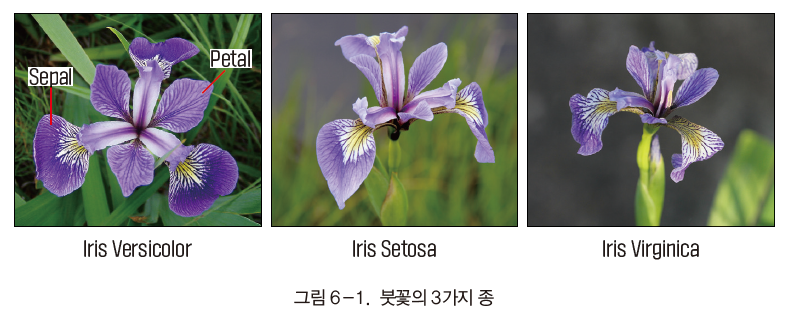 Sepal
Petal
Iris Versicolor
Iris Setosa
Iris Virginica
그림 6-1. 붓꽃의 3가지 종